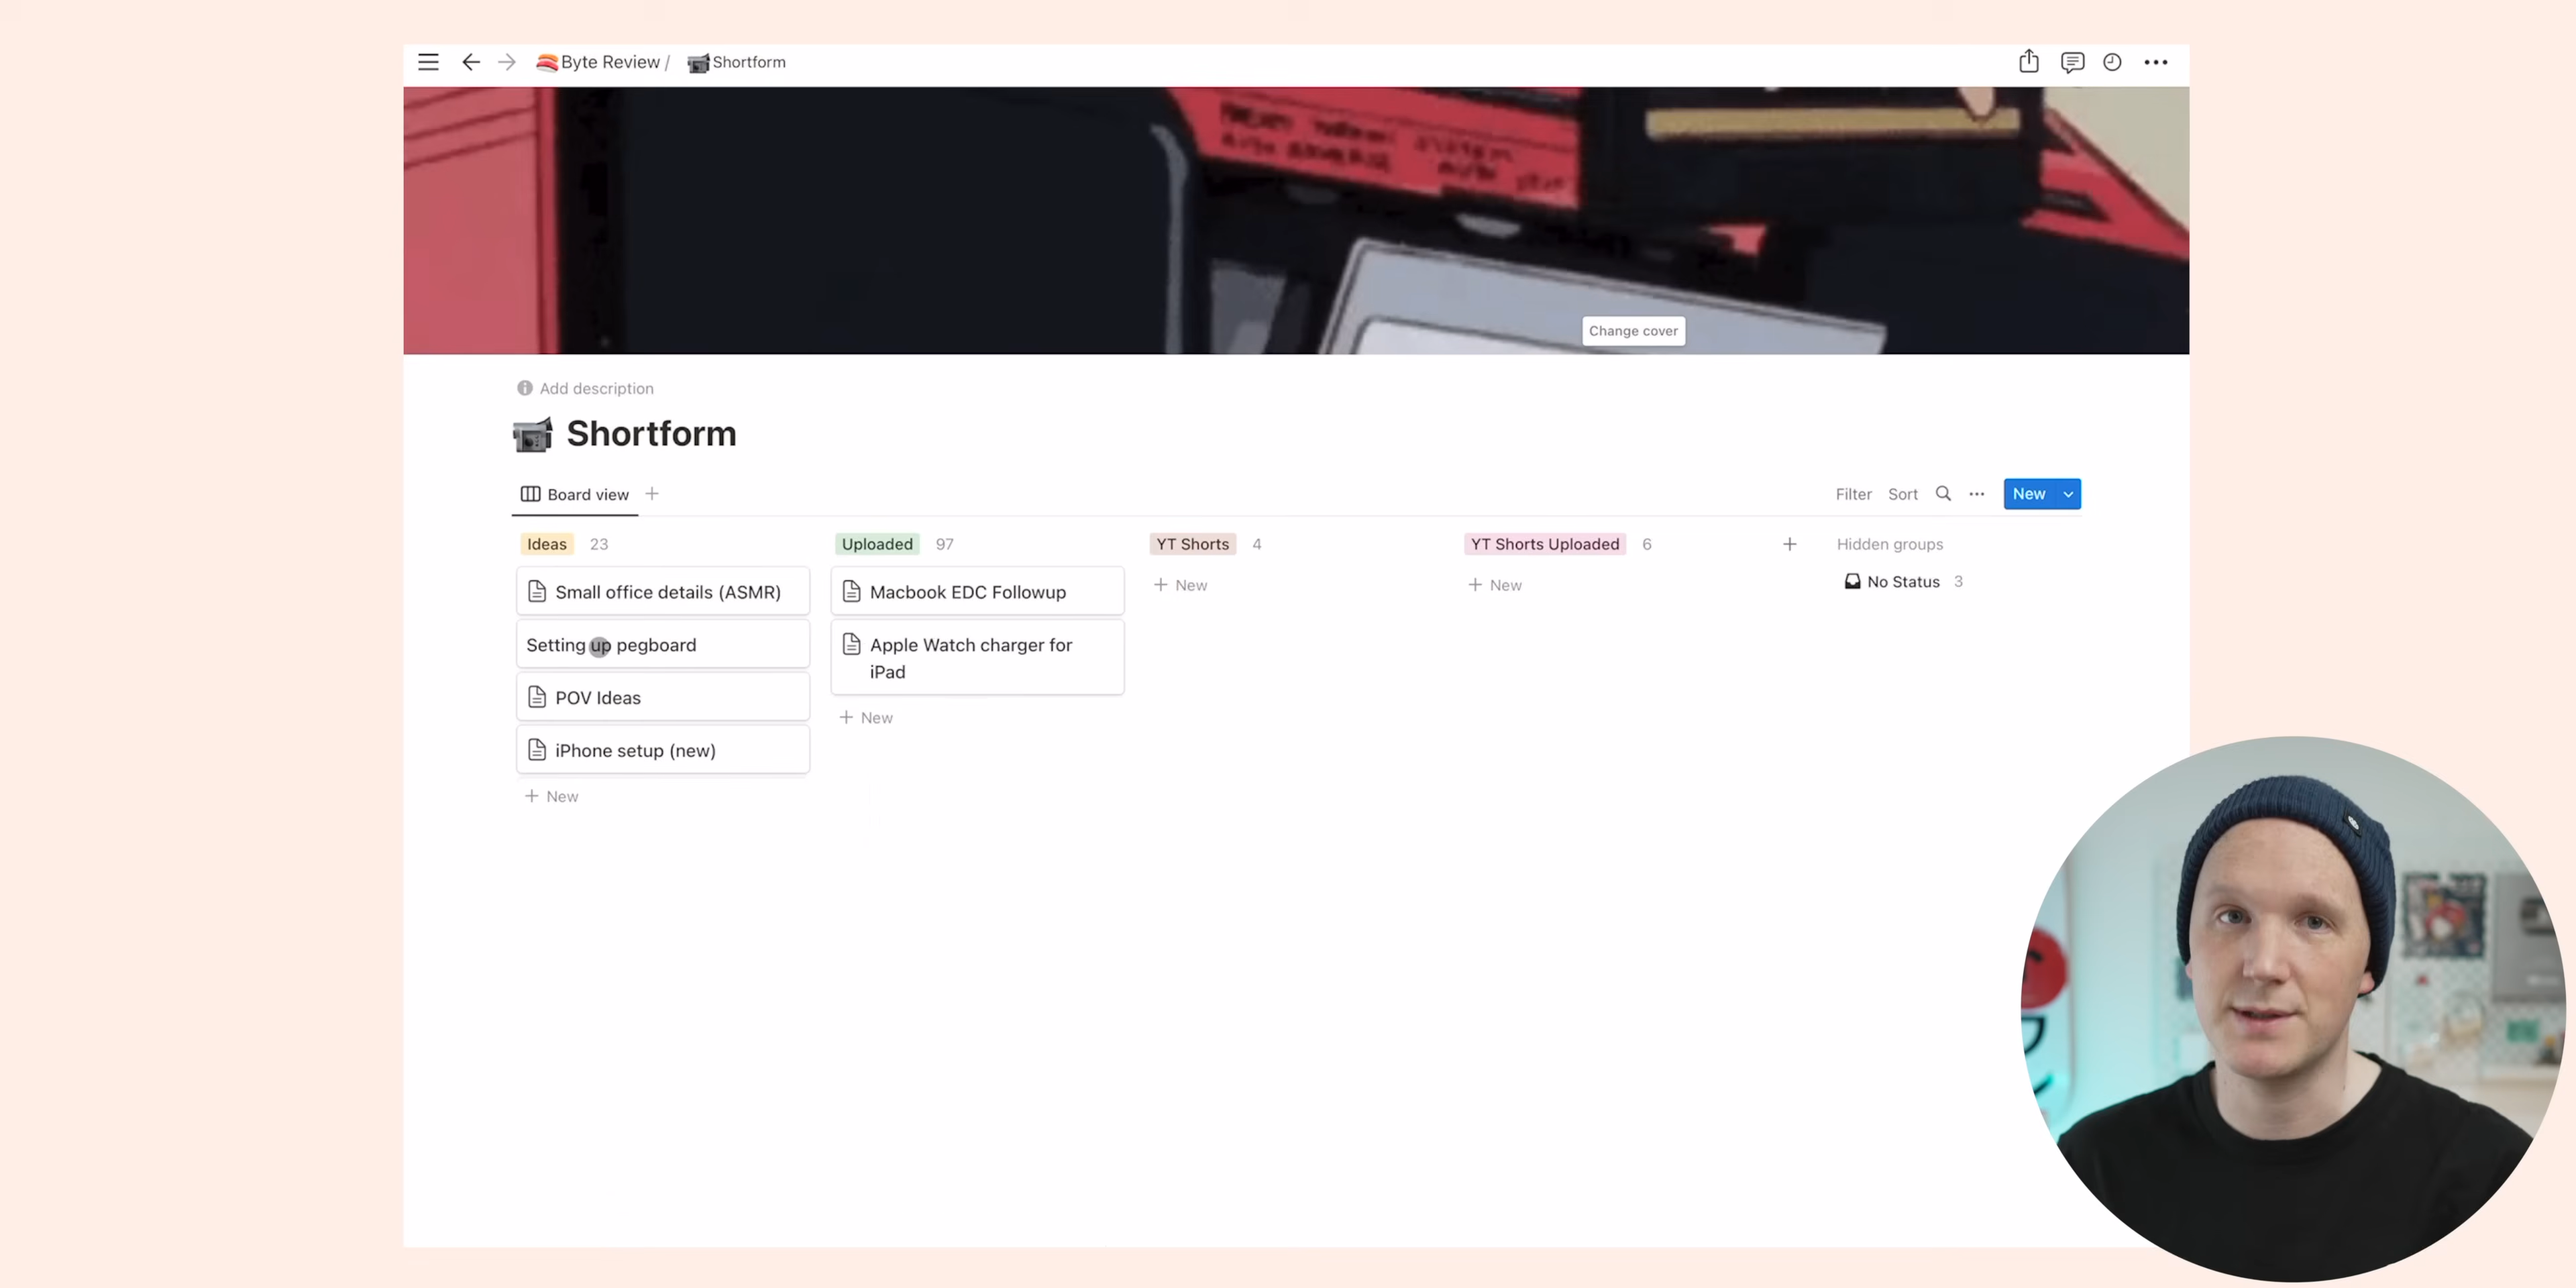 Byte Review / Shortform
Change cover
Add description
Shortform
Board view
Filter Sort New
Ideas 23
Small office details (ASMR)
Setting up pegboard
POV Ideas
iPhone setup (new)
+ New
Uploaded 97
Macbook EDC Followup
Apple Watch charger for
iPad
+ New
YT Shorts 4
+ New
YT Shorts Uploaded 6
+ New
Hidden groups
No Status 3